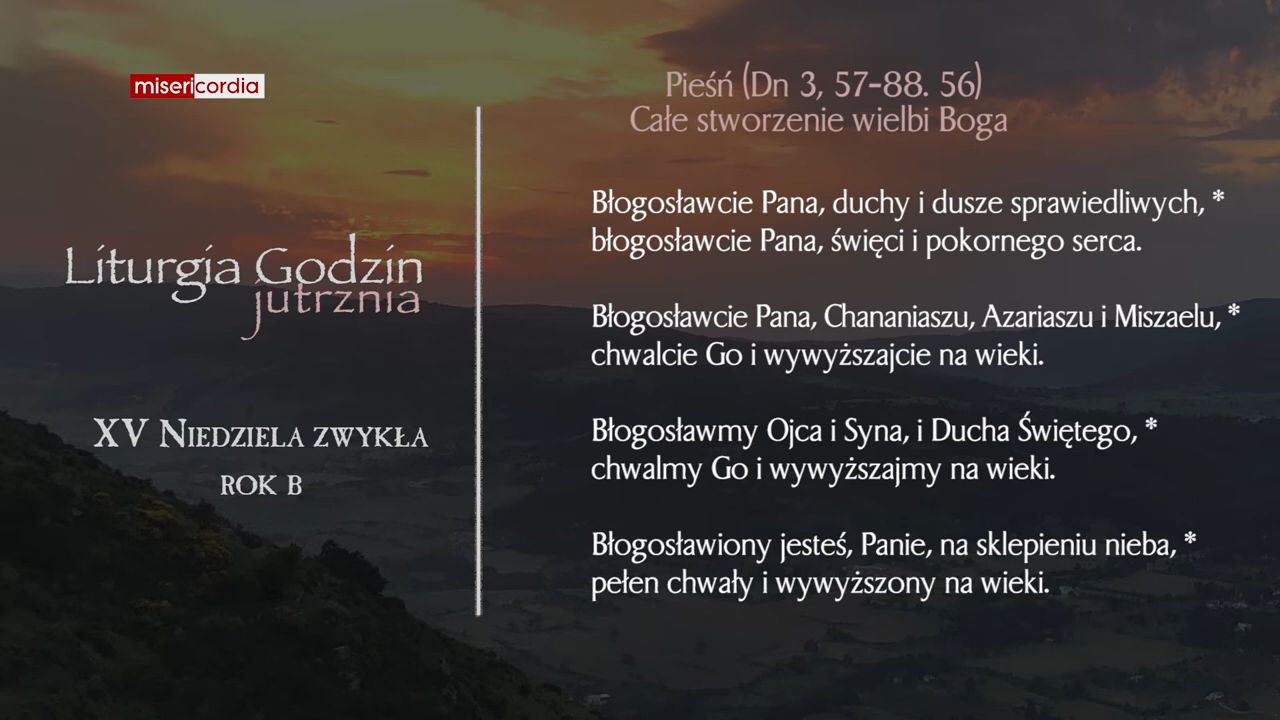 misericordia
Liturgia Godzin
jutrznia
XV Niedziela zwykła
rok B
Pieśń (Dn 3, 57-88. 56)
Całe stworzenie wielbi Boga
Błogosławcie Pana, duchy i dusze sprawiedliwych, *
błogosławcie Pana, święci i pokornego serca.
Błogosławcie Pana, Chananiaszu, Azariaszu i Miszaelu, *
chwalcie Go i wywyższajcie na wieki.
Błogosławmy Ojca i Syna, i Ducha Świętego, *
chwalmy Go i wywyższajmy na wieki.
Błogosławiony jesteś, Panie, na sklepieniu nieba, *
pełen chwały i wywyższony na wieki.